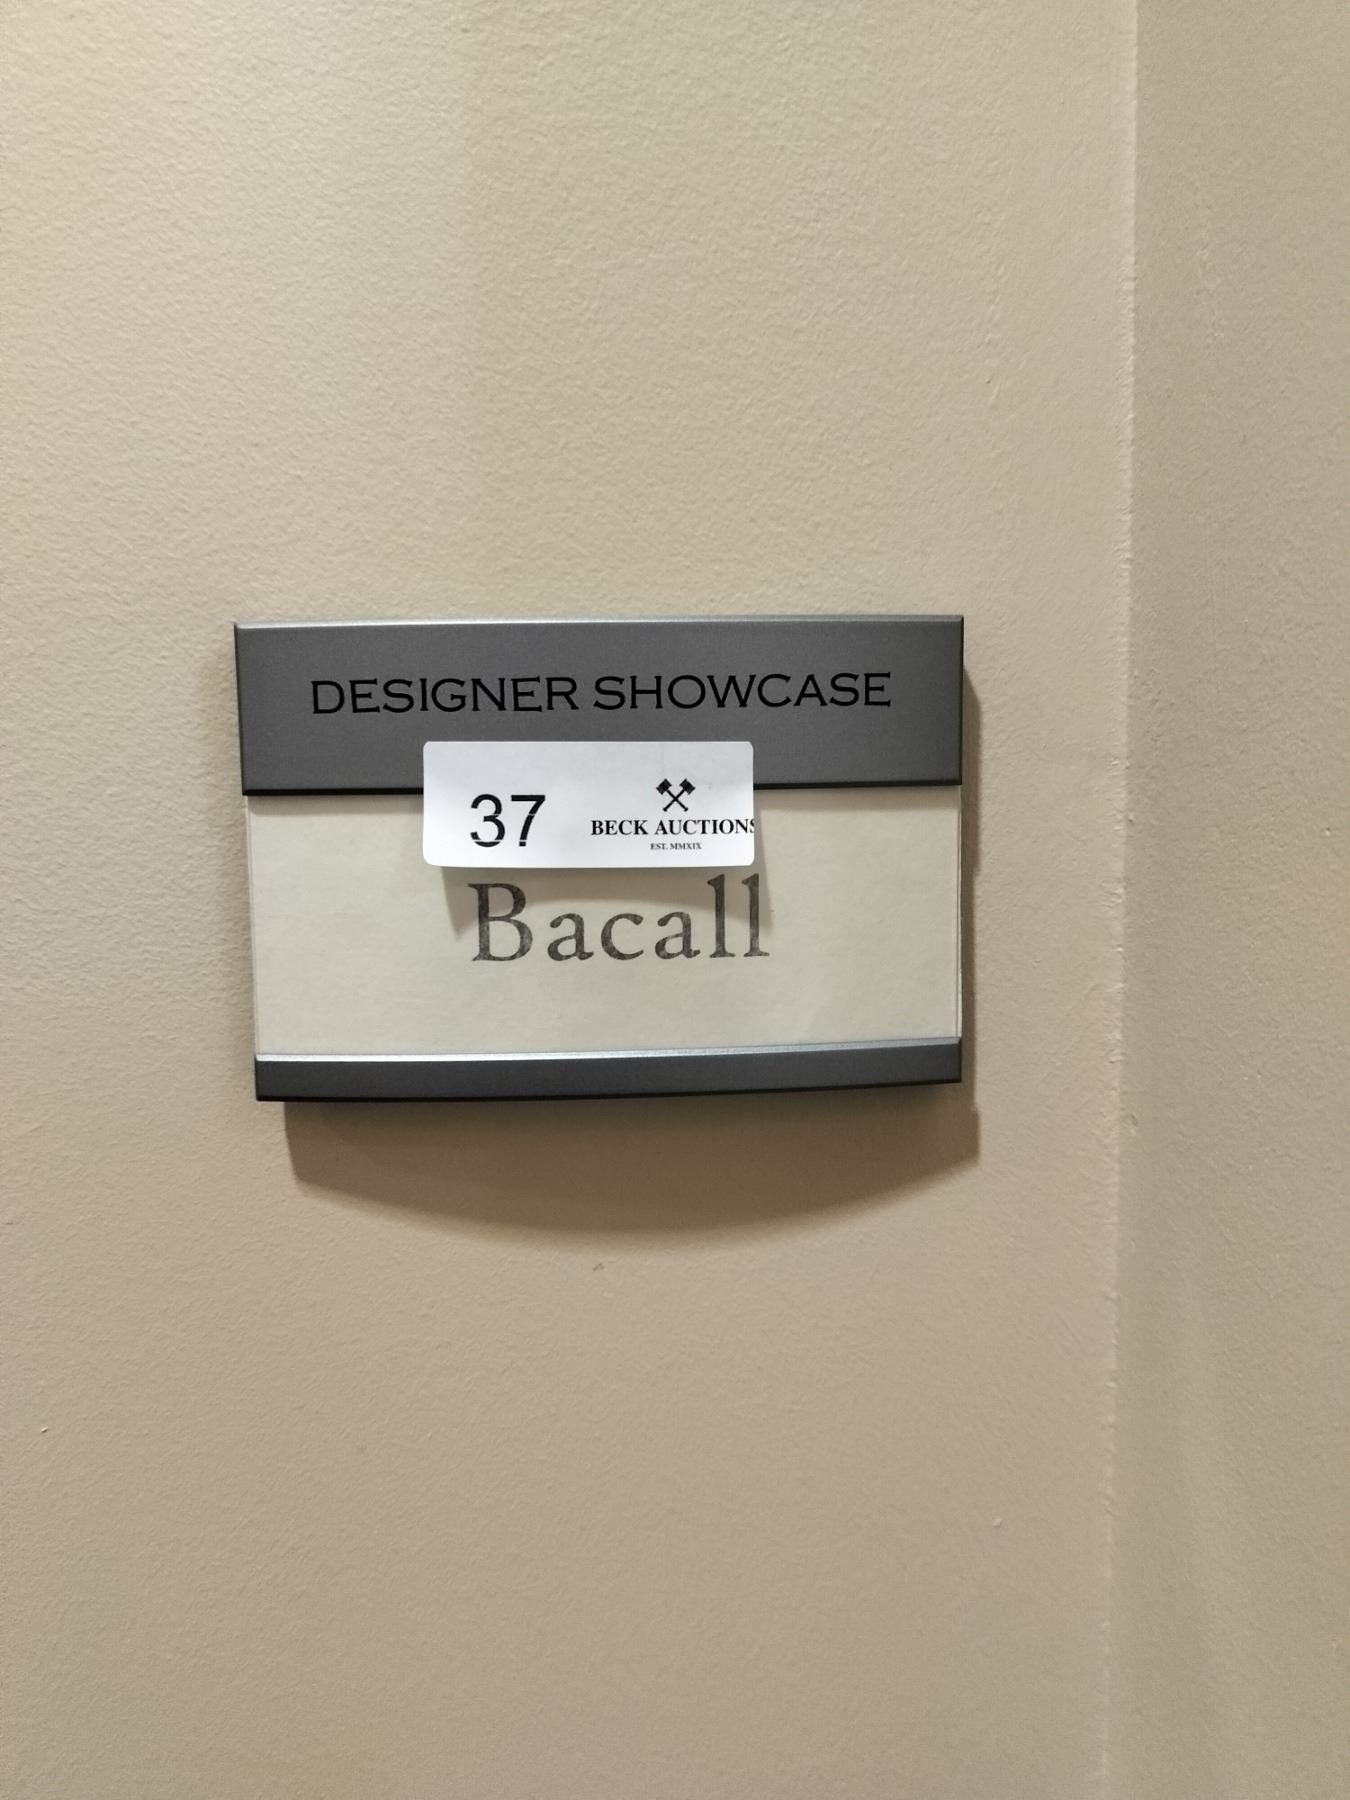 DESIGNER SHOWCASE
37
BECK AUCTIONS
EST. MMXIX
Bacall